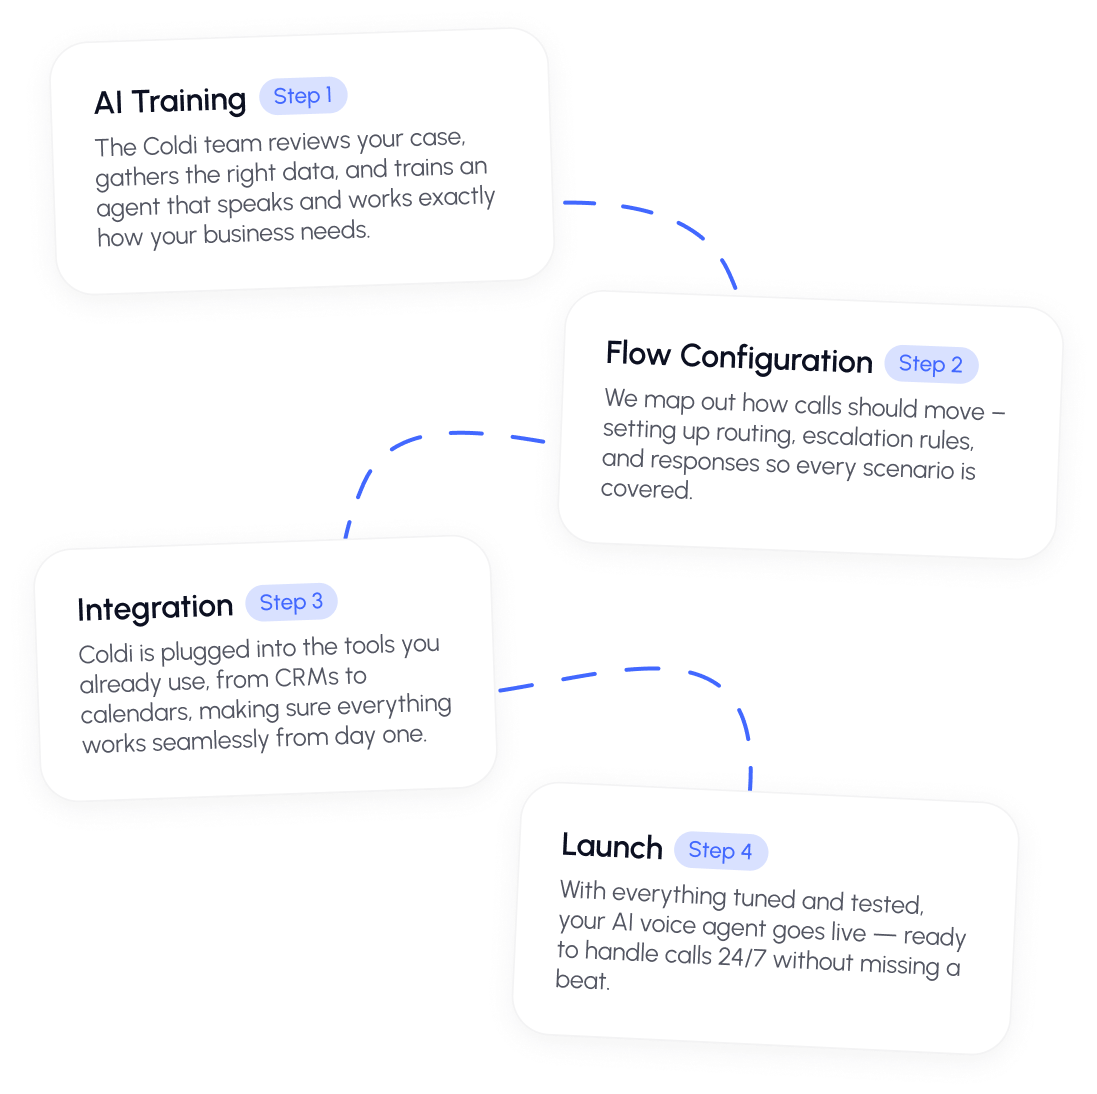 AI Training Step 1
The Coldi team reviews your case,
gathers the right data, and trains an
agent that speaks and works exactly
how your business needs.
Flow Configuration Step 2
We map out how calls should move –
setting up routing, escalation rules,
and responses so every scenario is
covered.
Integration Step 3
Coldi is plugged into the tools you
already use, from CRMs to
calendars, making sure everything
works seamlessly from day one.
Launch Step 4
With everything tuned and tested,
your AI voice agent goes live — ready
to handle calls 24/7 without missing a
beat.